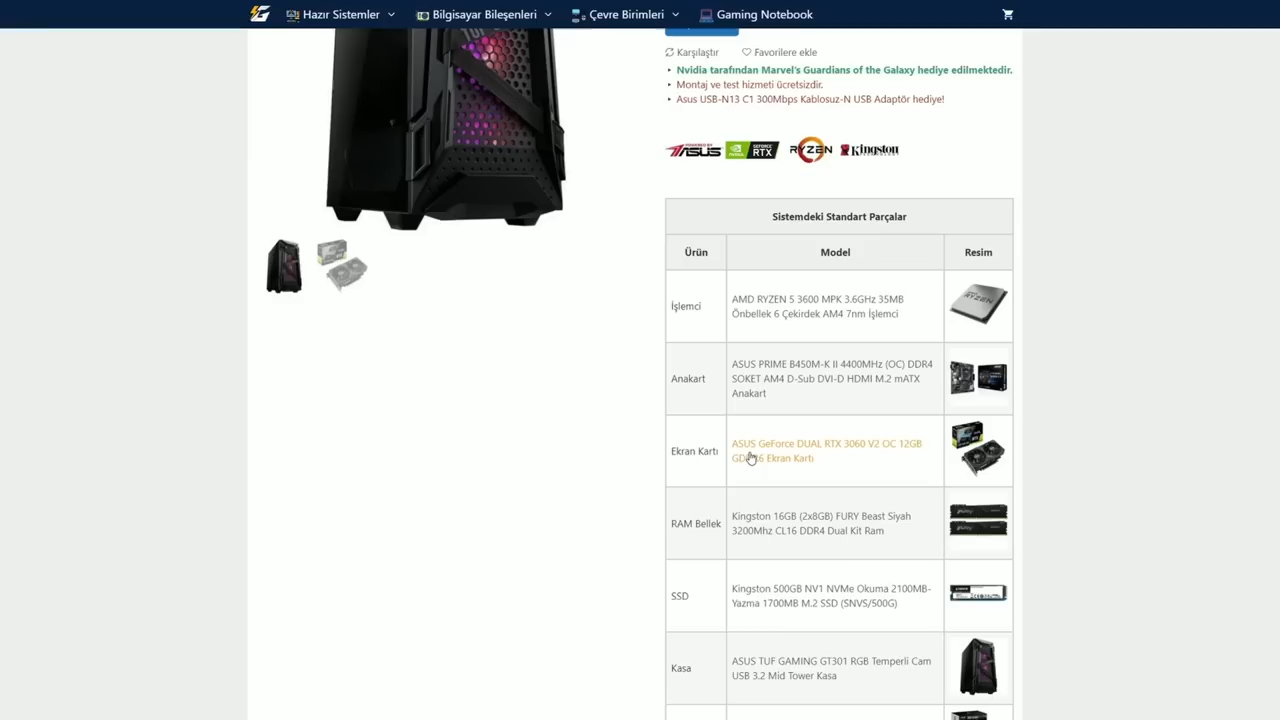 Hazır Sistemler
Bilgisayar Bileşenleri
Çevre Birimleri
Gaming Notebook
Karşılaştır
Favorilere ekle
Nvidia tarafından Marvel's Guardians of the Galaxy hediye edilmektedir.
Montaj ve test hizmeti ücretsizdir.
Asus USB-N13 C1 300Mbps Kablosuz-N USB Adaptör hediye!
POWERED BY
ASUS
NVIDIA
GEFORCE
RTX
RYZEN
Kingston
Sistemdeki Standart Parçalar
Ürün
Model
Resim
İşlemci
AMD RYZEN 5 3600 MPK 3.6GHz 35MB
Önbellek 6 Çekirdek AM4 7nm İşlemci
RYZEN
Anakart
ASUS PRIME B450M-K II 4400MHz (OC) DDR4
SOKET AM4 D-Sub DVI-D HDMI M.2 mATX
Anakart
Ekran Kartı
ASUS GeForce DUAL RTX 3060 V2 OC 12GB
Ekran Kartı
RAM Bellek
Kingston 16GB (2x8GB) FURY Beast Siyah
3200Mhz CL16 DDR4 Dual Kit Ram
SSD
Kingston 500GB NV1 NVMe Okuma 2100MB-
Yazma 1700MB M.2 SSD (SNVS/500G)
Kasa
ASUS TUF GAMING GT301 RGB Temperli Cam
USB 3.2 Mid Tower Kasa